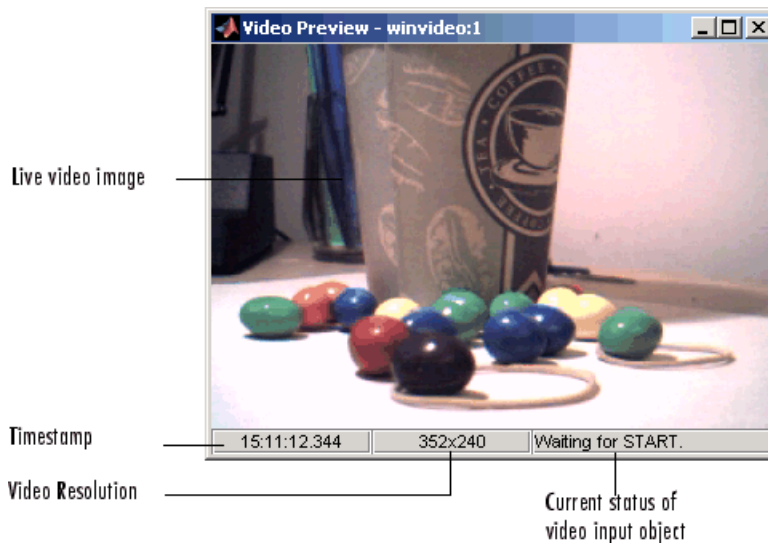 Video Preview - winvideo:1
COFFEE
TEA
COFFEE
Live video image
Timestamp
15:11:12.344
352x240
Waiting for START.
Video Resolution
Current status of
video input object